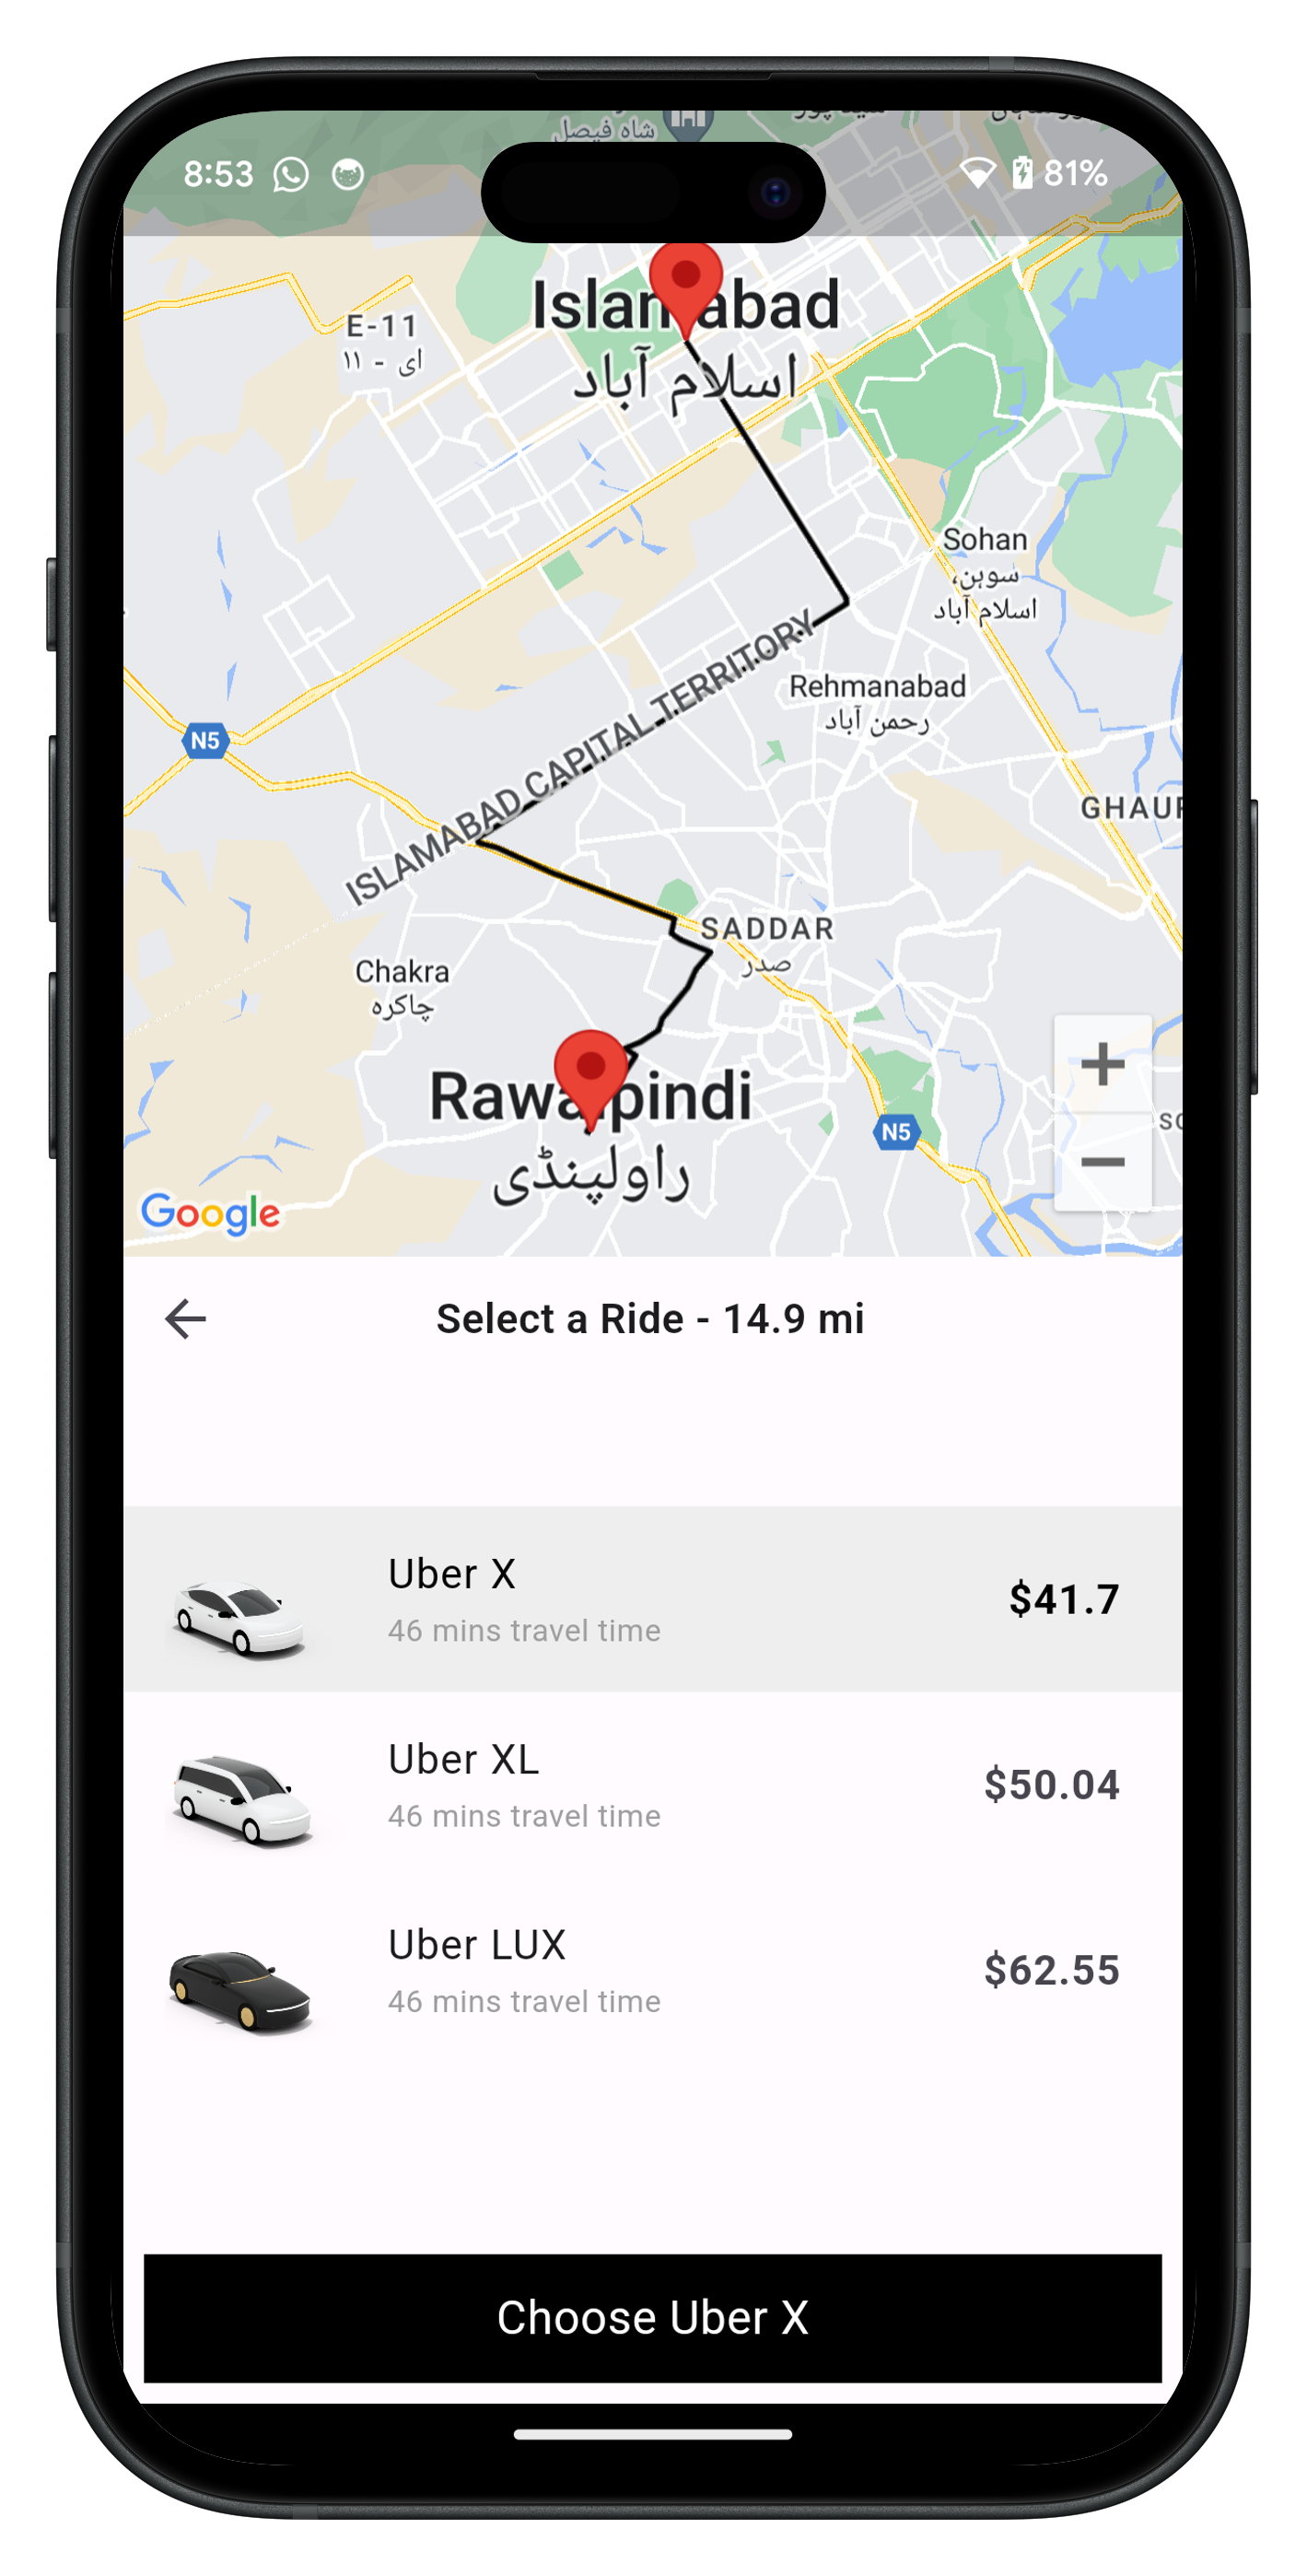 شاه فيصل
8:53
81%
Islamabad
اسلام آباد
E-11
ای - ۱۱
Sohan
سوہن،
اسلام آباد
ISLAMABAD CAPITAL TERRITORY
Rehmanabad
رحمن آباد
N5
GHAUR
SADDAR
صدر
Chakra
چاکرہ
Rawalpindi
راولپنڈی
N5
+
−
Google
Select a Ride - 14.9 mi
Uber X
46 mins travel time
$41.7
Uber XL
46 mins travel time
$50.04
Uber LUX
46 mins travel time
$62.55
Choose Uber X